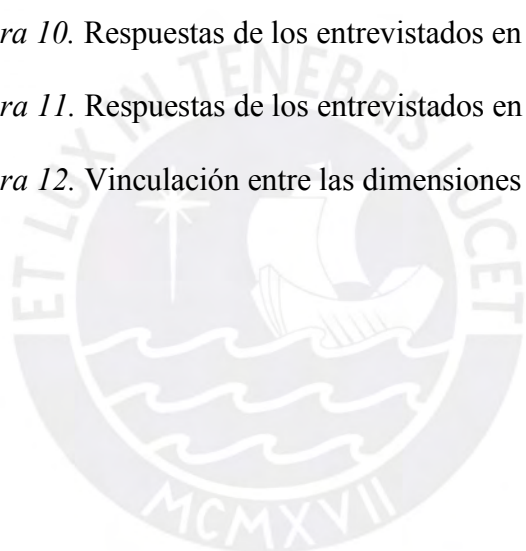 ra 10. Respuestas de los entrevistados en
ra 11. Respuestas de los entrevistados en
ra 12. Vinculación entre las dimensiones
ET LUX IN TENEBRIS LUCET
MCMXVII